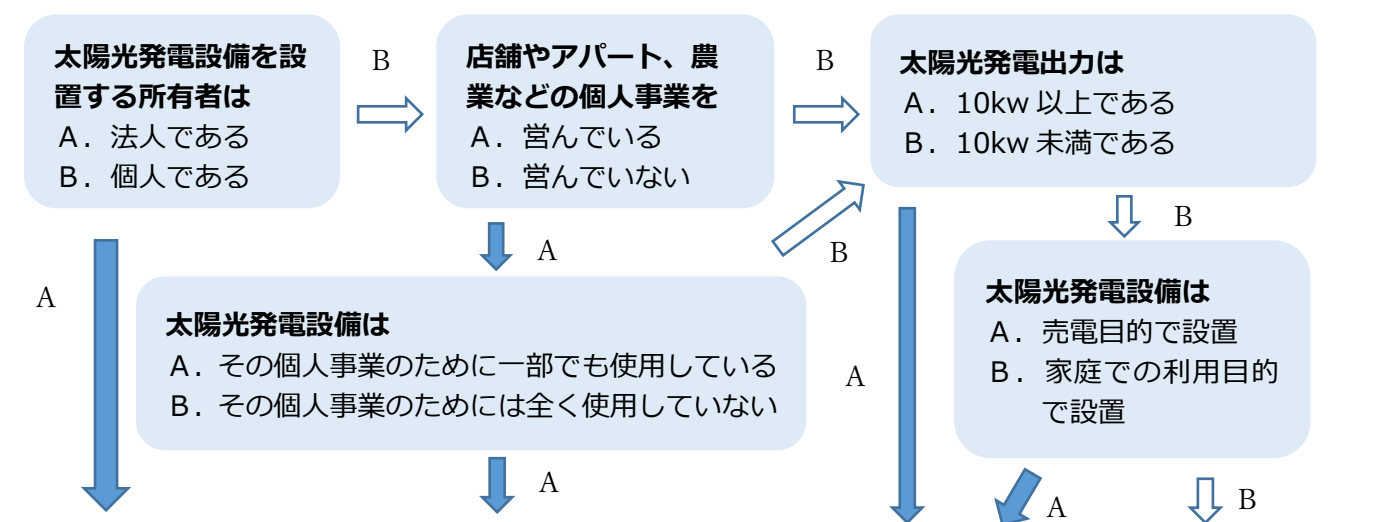 太陽光発電設備を設
置する所有者は
A．法人である
B．個人である
B
店舗やアパート、農
業などの個人事業を
A．営んでいる
B．営んでいない
B
太陽光発電出力は
A．10kw 以上である
B．10kw 未満である
A
A
B
B
太陽光発電設備は
A．その個人事業のために一部でも使用している
B．その個人事業のためには全く使用していない
A
A
太陽光発電設備は
A．売電目的で設置
B．家庭での利用目的
で設置
A
B